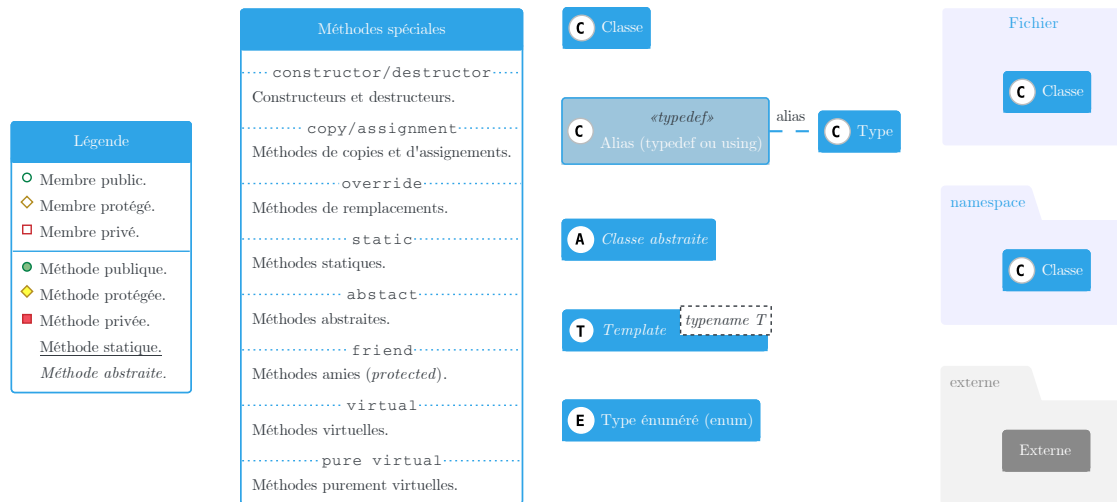 Légende
Membre public.
Membre protégé.
Membre privé.
Méthode publique.
Méthode protégée.
Méthode privée.
Méthode statique.
Méthode abstraite.
Méthodes spéciales
constructor/destructor
Constructeurs et destructeurs.
copy/assignment
Méthodes de copies et d'assignements.
override
Méthodes de remplacements.
static
Méthodes statiques.
abstact
Méthodes abstraites.
friend
Méthodes amies (protected).
virtual
Méthodes virtuelles.
pure virtual
Méthodes purement virtuelles.
C Classe
«typedef»
C Alias (typedef ou using)
alias
C Type
A Classe abstraite
T Template
typename T
E Type énuméré (enum)
Fichier
C Classe
namespace
C Classe
externe
Externe